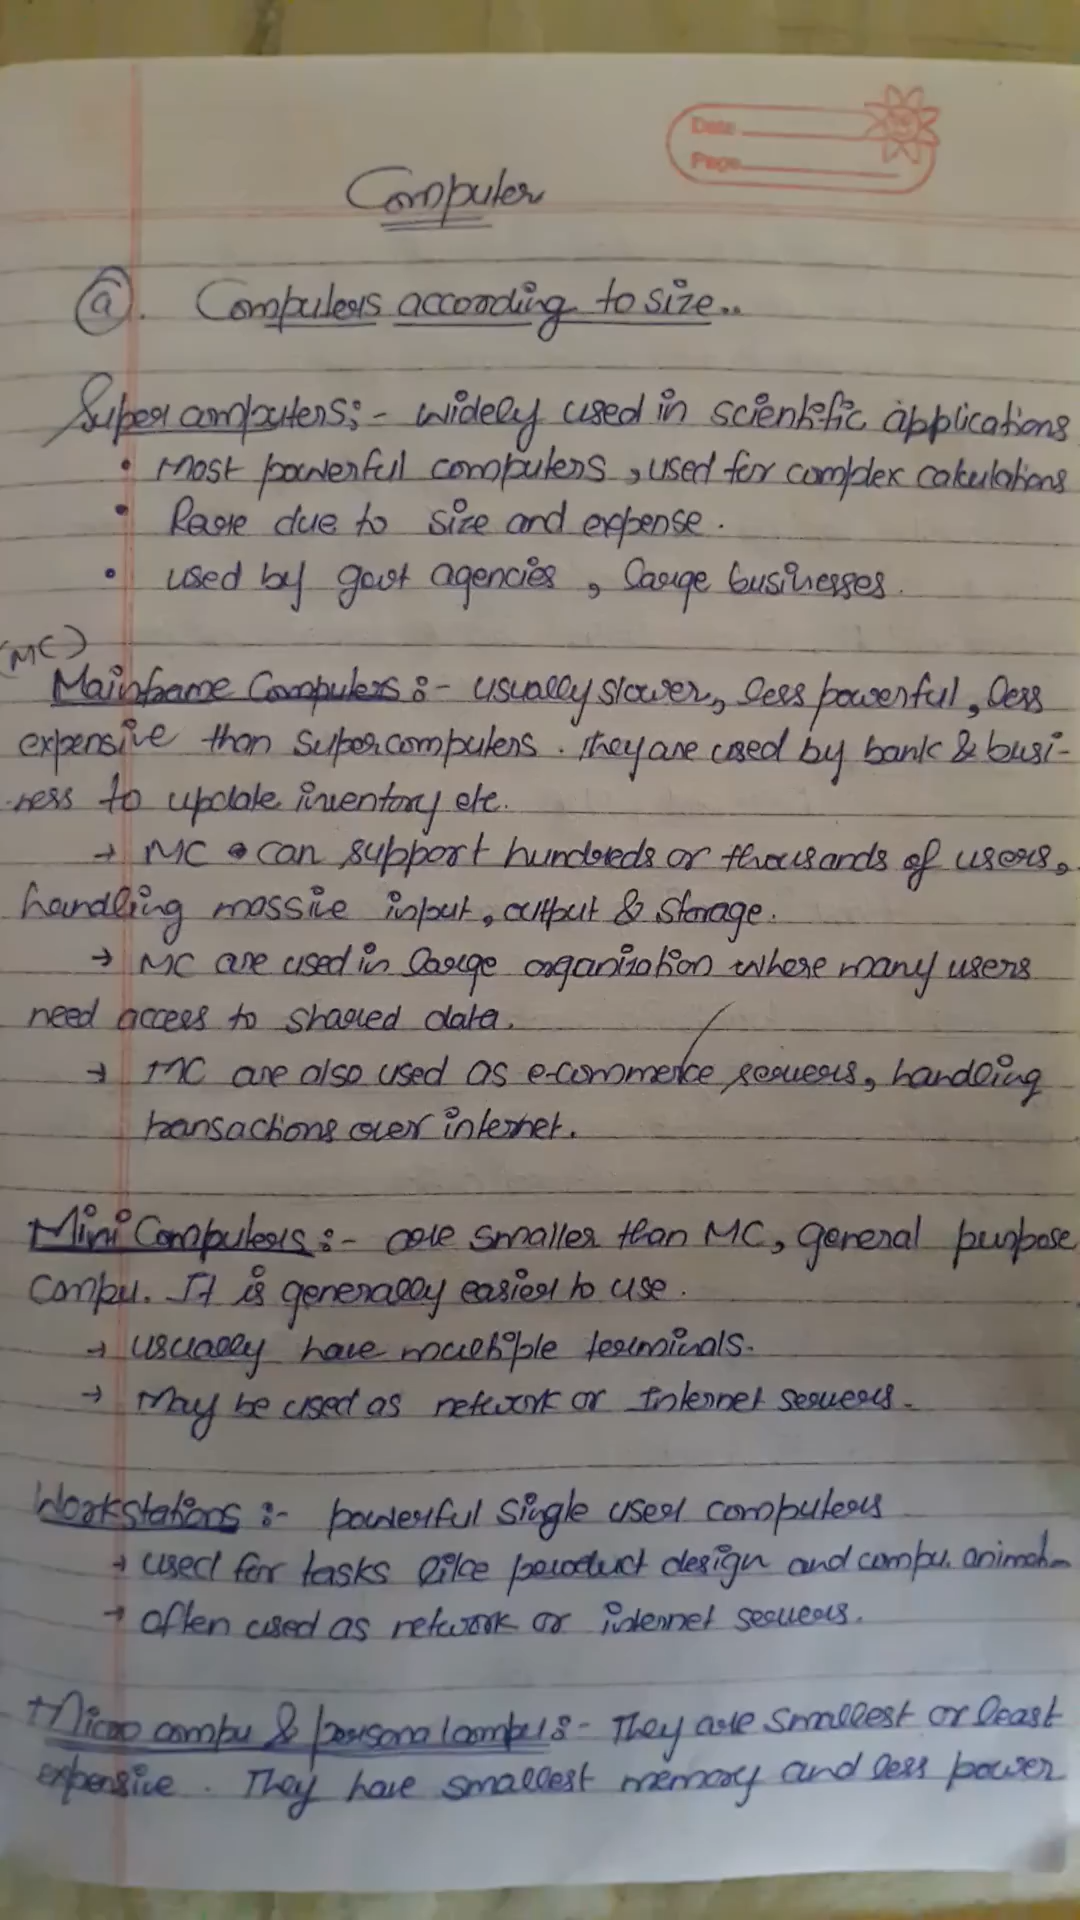 Date
Page
Computer
(a). Computers according to size..
Supercomputers:- widely used in scientific applications
• Most powerful computers, used for complex calculations
• Rare due to size and expense.
• used by govt agencies, large businesses.
(MC)
Mainframe Computers:- usually slower, less powerful, less
expensive than supercomputers. They are used by bank & busi-
-ness to update inventory etc.
→ MC can support hundreds or thousands of users,
handling massive input, output & storage.
→ MC are used in large organization where many users
need access to shared data.
→ MC are also used as e-commerce servers, handling
transactions over internet.
Mini Computers:- are smaller than MC, general purpose
compu. It is generally easier to use.
→ usually have multiple terminals.
→ May be used as network or Internet servers.
Workstations:- powerful single user computers
→ used for tasks like product design and compu. animation
→ often used as network or internet servers.
Micro compu & personal compu:- They are smallest or least
expensive. They have smallest memory and less power